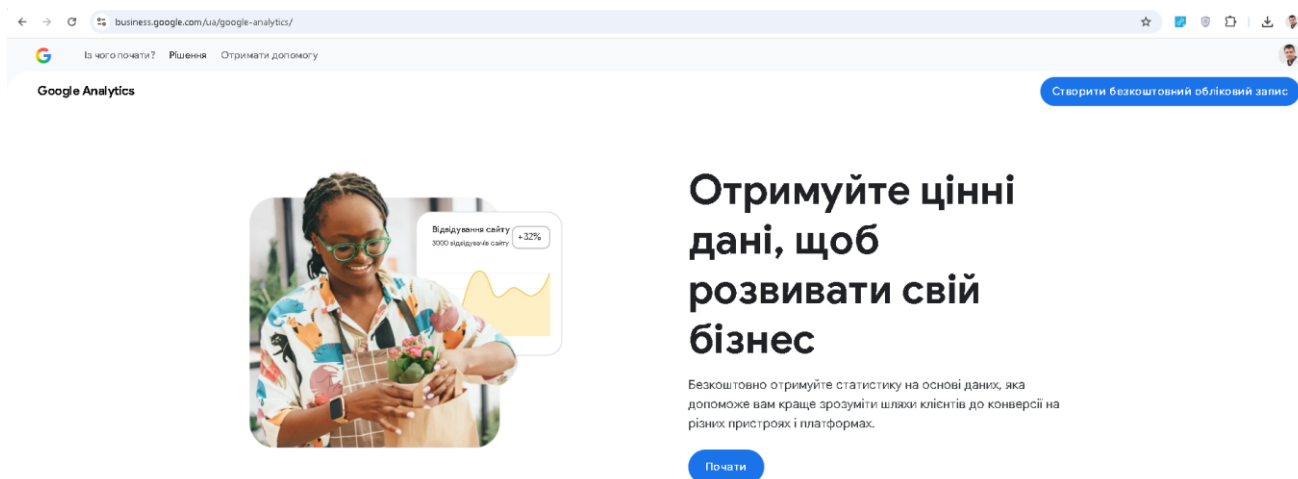 business.google.com/ua/google-analytics/
Із чого почати? Рішення Отримати допомогу
Google Analytics
Створити безкоштовний обліковий запис
Відвідування сайту
3000 відвідувачів сайту
+32%
Отримуйте цінні
дані, щоб
розвивати свій
бізнес
Безкоштовно отримуйте статистику на основі даних, яка
допоможе вам краще зрозуміти шляхи клієнтів до конверсії на
різних пристроях і платформах.
Почати